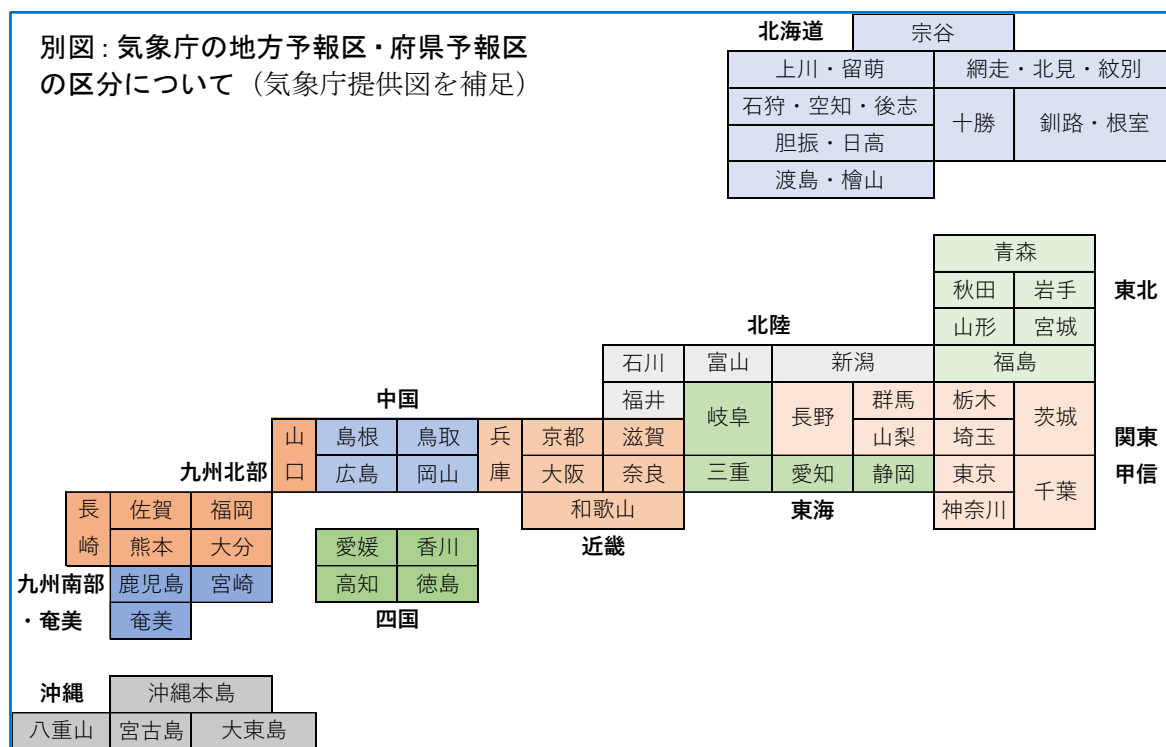 別図：気象庁の地方予報区・府県予報区
の区分について（気象庁提供図を補足）
北海道 宗谷
上川・留萌 網走・北見・紋別
石狩・空知・後志 十勝 釧路・根室
胆振・日高
渡島・檜山
青森
秋田 岩手 東北
山形 宮城
北陸
石川 富山 新潟 福島
中国 福井 岐阜 長野 群馬 栃木 茨城
山口 島根 鳥取 兵庫 京都 滋賀 山梨 埼玉 関東
九州北部 広島 岡山 大阪 奈良 三重 愛知 静岡 東京 千葉 甲信
長崎 佐賀 福岡 和歌山 東海 神奈川
熊本 大分 愛媛 香川 近畿
九州南部 鹿児島 宮崎 高知 徳島
・奄美 奄美 四国
沖縄 沖縄本島
八重山 宮古島 大東島